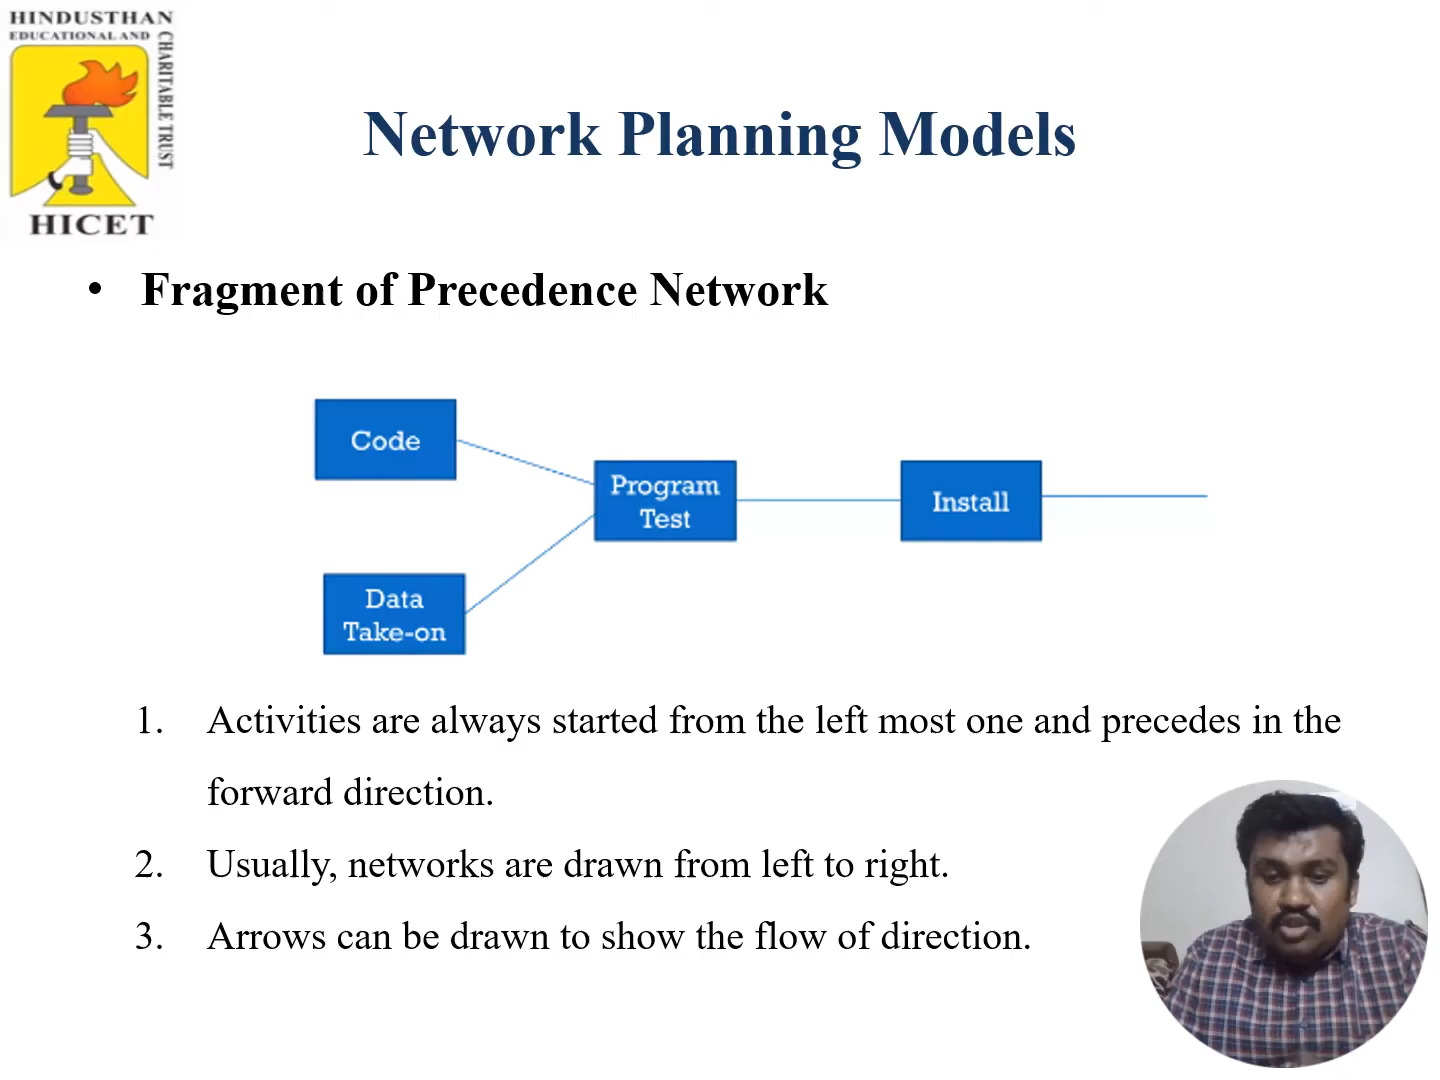 HINDUSTHAN
EDUCATIONAL AND
CHARITABLE TRUST
HICET
Network Planning Models
• Fragment of Precedence Network
Code
Program
Test
Install
Data
Take-on
1. Activities are always started from the left most one and precedes in the
forward direction.
2. Usually, networks are drawn from left to right.
3. Arrows can be drawn to show the flow of direction.